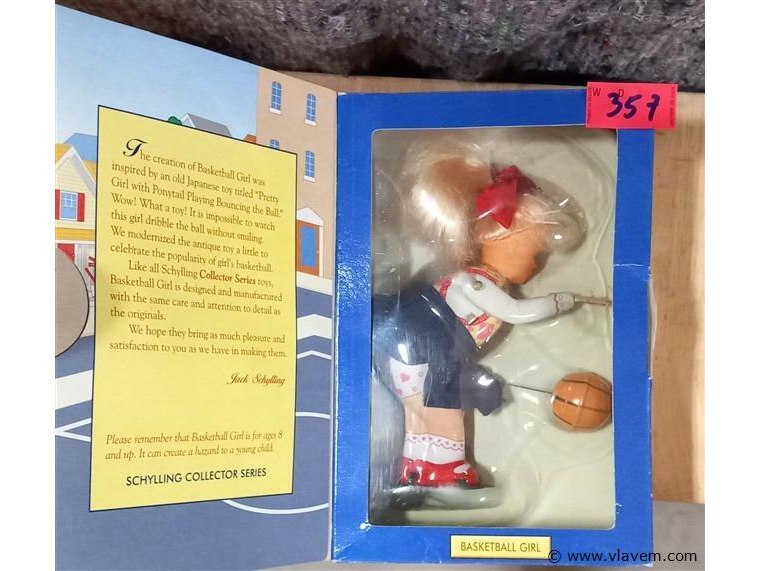 The creation of Basketball Girl was
inspired by an old Japanese toy titled "Pretty
Girl with Ponytail Playing Bouncing the Ball."
Wow! What a toy! It is impossible to watch
this girl dribble the ball without smiling.
We modernized the antique toy a little to
celebrate the popularity of girl's basketball.
Like all Schylling Collector Series toys,
Basketball Girl is designed and manufactured
with the same care and attention to detail as
the originals.
We hope they bring as much pleasure and
satisfaction to you as we have in making them.
Jack Schylling
Please remember that Basketball Girl is for ages 8
and up. It can create a hazard to a young child.
SCHYLLING COLLECTOR SERIES
W D
357
BASKETBALL GIRL
© www.vlavem.com